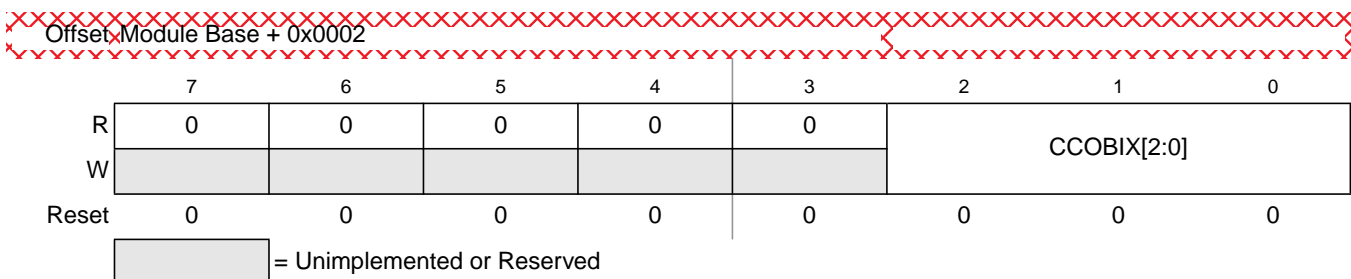 Offset Module Base + 0x0002
7 6 5 4 3 2 1 0
R 0 0 0 0 0 CCOBIX[2:0]
W
Reset 0 0 0 0 0 0 0 0
= Unimplemented or Reserved